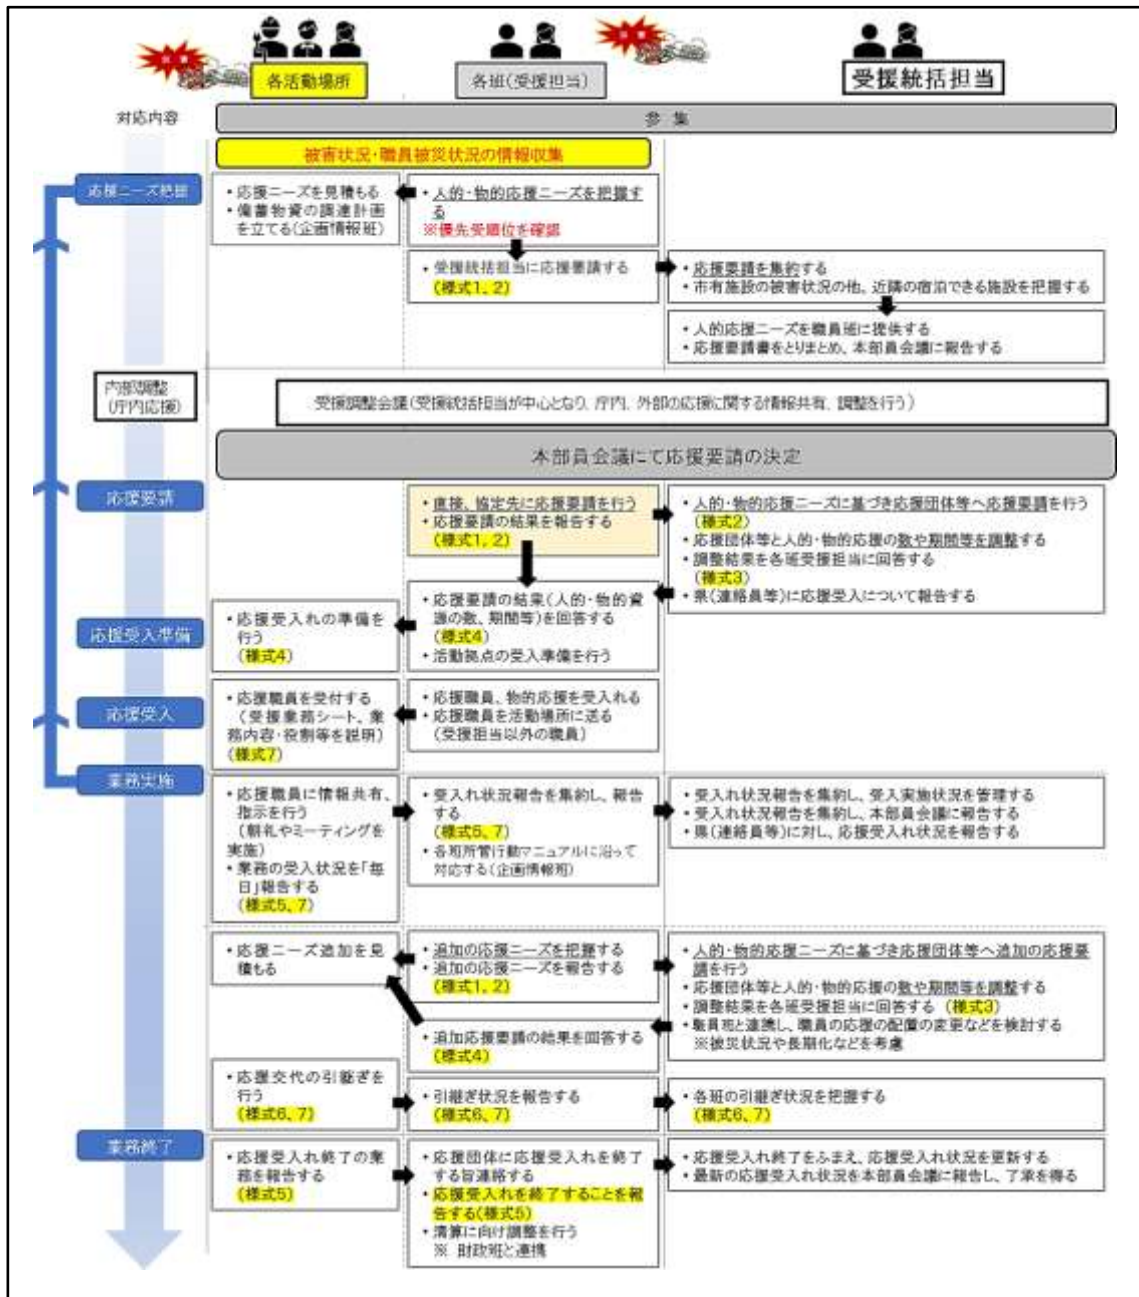 災害
災害
各活動場所
各班(受援担当)
受援統括担当
対応内容
参 集
被害状況・職員被災状況の情報収集
応援ニーズ把握
・応援ニーズを見積もる
・備蓄物資の調達計画
を立てる(企画情報班)
・人的・物的応援ニーズを把握す
る
※優先受順位を確認
・受援統括担当に応援要請する
(様式1、2)
・応援要請を集約する
・市有施設の被害状況の他、近隣の宿泊できる施設を把握する
・人的応援ニーズを職員班に提供する
・応援要請書をとりまとめ、本部員会議に報告する
内部調整
(庁内応援)
受援調整会議(受援統括担当が中心となり、庁内、外部の応援に関する情報共有、調整を行う)
本部員会議にて応援要請の決定
応援要請
・直接、協定先に応援要請を行う
・応援要請の結果を報告する
(様式1、2)
・人的・物的応援ニーズに基づき応援団体等へ応援要請を行う
(様式2)
・応援団体等と人的・物的応援の数や期間等を調整する
・調整結果を各班受援担当に回答する
(様式3)
・県(連絡員等)に応援受入について報告する
応援受入準備
・応援受入れの準備を
行う
(様式4)
・応援要請の結果(人的・物的資
源の数、期間等)を回答する
(様式4)
・活動拠点の受入準備を行う
応援受入
・応援職員を受付する
(受援業務シート、業
務内容・役割等を説明)
(様式7)
・応援職員、物的応援を受入れる
・応援職員を活動場所に送る
(受援担当以外の職員)
業務実施
・応援職員に情報共有、
指示を行う
(朝礼やミーティングを
実施)
・業務の受入状況を「毎
日」報告する
(様式5、7)
・受入れ状況報告を集約し、報告
する
(様式5、7)
・各班所管行動マニュアルに沿って
対応する(企画情報班)
・受入れ状況報告を集約し、受入実施状況を管理する
・受入れ状況報告を集約し、本部員会議に報告する
・県(連絡員等)に対し、応援受入れ状況を報告する
・応援ニーズ追加を見
積もる
・追加の応援ニーズを把握する
・追加の応援ニーズを報告する
(様式1、2)
・人的・物的応援ニーズに基づき応援団体等へ追加の応援要
請を行う
・応援団体等と人的・物的応援の数や期間等を調整する
・調整結果を各班受援担当に回答する (様式3)
・職員班と連携し、職員の応援の配置の変更などを検討する
※被災状況や長期化などを考慮
・追加応援要請の結果を回答する
(様式4)
・応援交代の引継ぎを
行う
(様式6、7)
・引継ぎ状況を報告する
(様式6、7)
・各班の引継ぎ状況を把握する
(様式6、7)
業務終了
・応援受入れ終了の業
務を報告する
(様式5)
・応援団体に応援受入れを終了
する旨連絡する
・応援受入れを終了することを報
告する(様式5)
・清算に向け調整を行う
※ 財政班と連携
・応援受入れ終了をふまえ、応援受入れ状況を更新する
・最新の応援受入れ状況を本部員会議に報告し、了承を得る